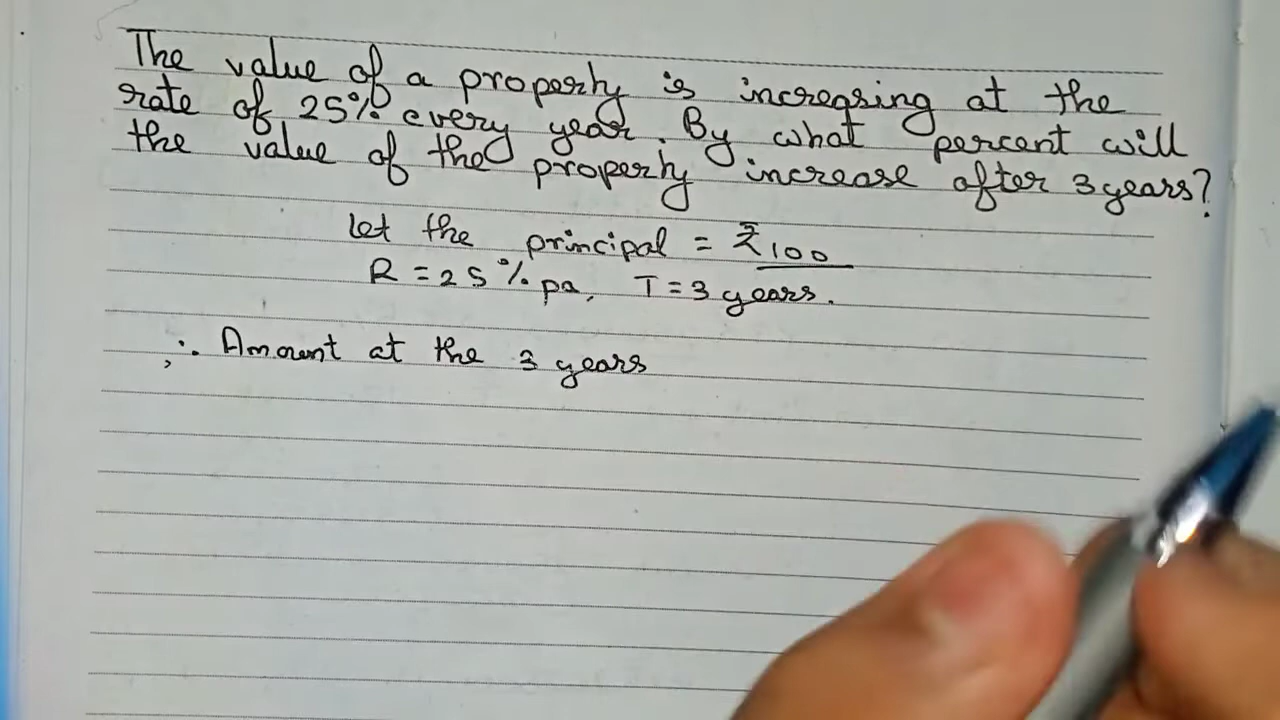 The value of a property is increasing at the
rate of 25% every year. By what percent will
the value of the property increase after 3 years?
Let the principal = ₹100
R = 25% pa, T = 3 years.
∴ Amount at the 3 years